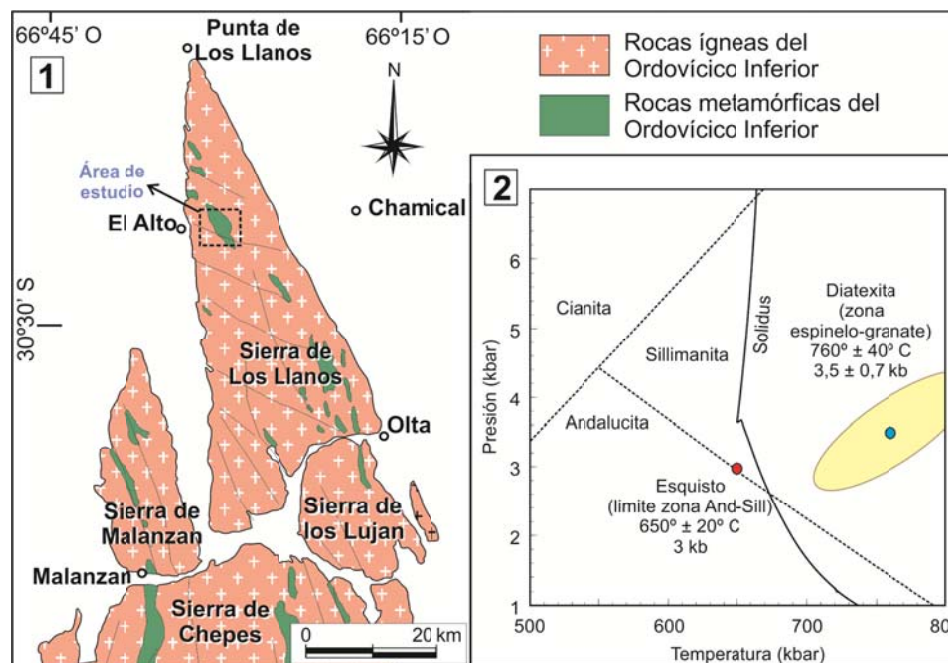 66º45' O
66º15' O
Punta de
Los Llanos
1
N
Área de
estudio
El Alto
Chamical
30º30' S
Sierra de
Los Llanos
Olta
Sierra de
Malanzan
Sierra de
los Lujan
Malanzan
Sierra de
Chepes
0 20 km
Rocas ígneas del
Ordovícico Inferior
Rocas metamórficas del
Ordovícico Inferior
2
Presión (kbar)
6
5
4
3
2
1
Cianita
Sillimanita
Solidus
Andalucita
Diatexita
(zona
espinelo-granate)
760º ± 40º C
3,5 ± 0,7 kb
Esquisto
(limite zona And-Sill)
650º ± 20º C
3 kb
500 600 700 80
Temperatura (kbar)